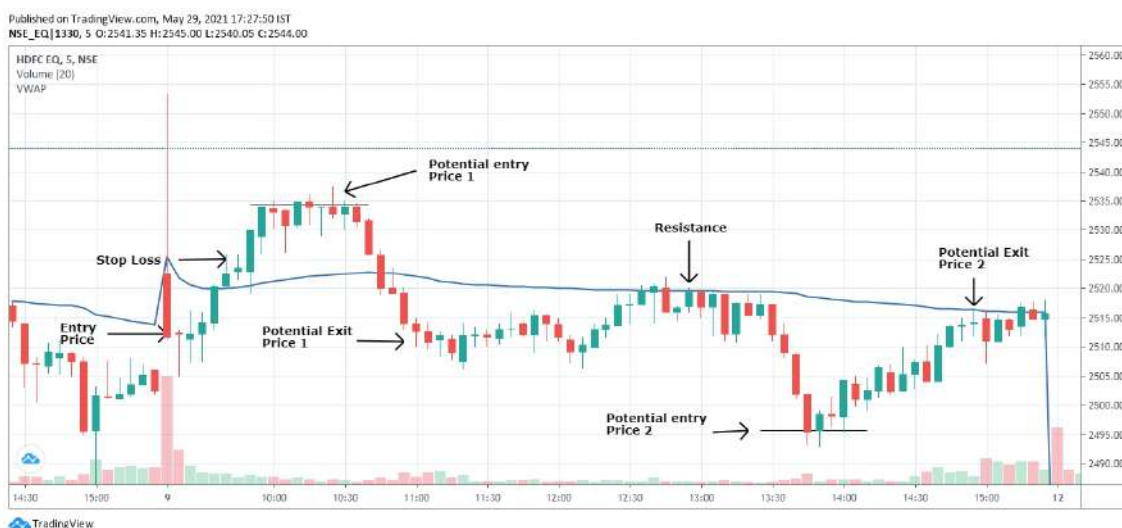 Published on TradingView.com, May 29, 2021 17:27:50 IST
NSE_EQ|1330, 5 O:2541.35 H:2545.00 L:2540.05 C:2544.00
HDFC EQ, 5, NSE
Volume (20)
VWAP
2560.00
2555.00
2550.00
2545.00
2540.00
2535.00
2530.00
2525.00
2520.00
2515.00
2510.00
2505.00
2500.00
2495.00
2490.00
Potential entry
Price 1
Stop Loss
Resistance
Potential Exit
Price 2
Entry
Price
Potential Exit
Price 1
Potential entry
Price 2
14:30 15:00 9 10:00 10:30 11:00 11:30 12:00 12:30 13:00 13:30 14:00 14:30 15:00 12
TradingView